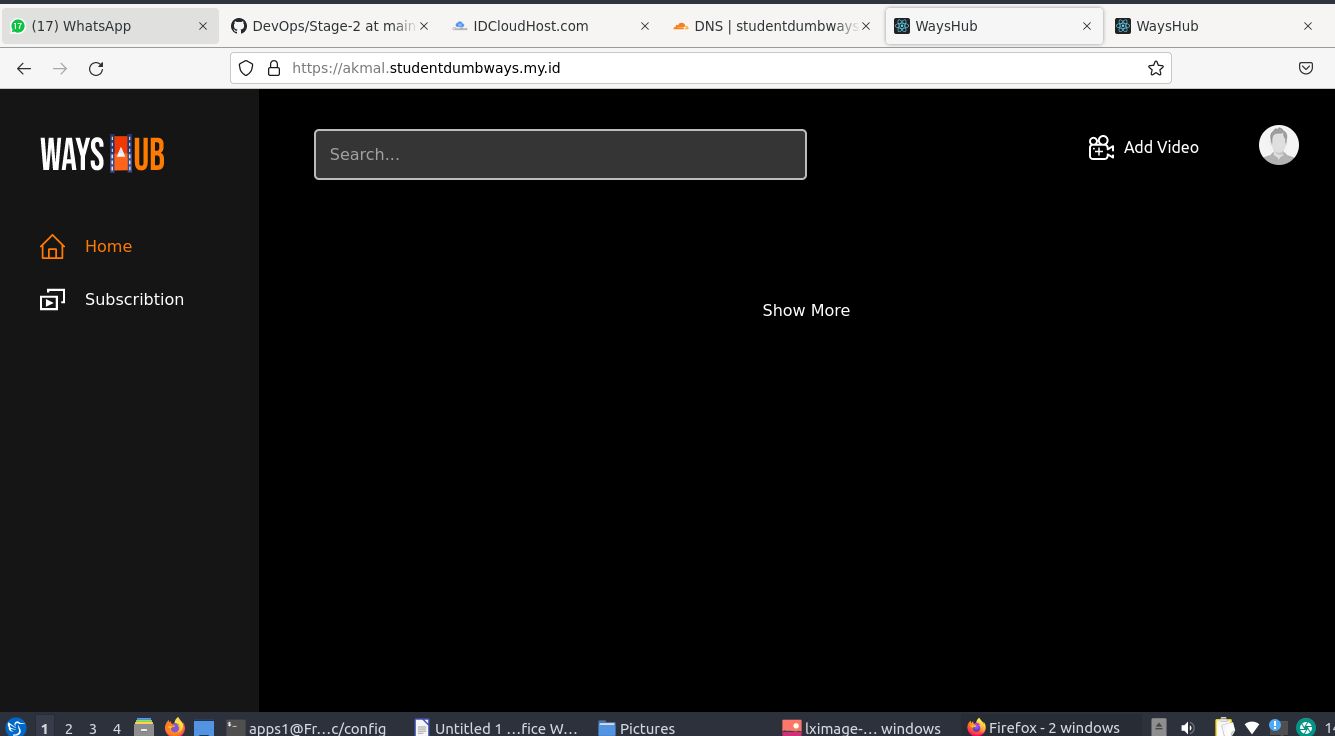 (17) WhatsApp
DevOps/Stage-2 at main
IDCloudHost.com
DNS | studentdumbways
WaysHub
WaysHub
https://akmal.studentdumbways.my.id
WAYS UB
Search...
Add Video
Home
Subscribtion
Show More
1 2 3 4 apps1@Fr...c/config Untitled 1 ...fice W... Pictures lximage-... windows Firefox - 2 windows